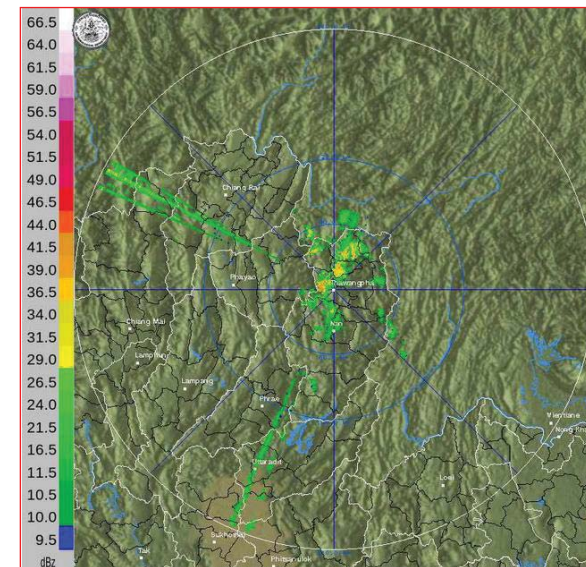 66.5
64.0
61.5
59.0
56.5
54.0
51.5
49.0
46.5
44.0
41.5
39.0
36.5
34.0
31.5
29.0
26.5
24.0
21.5
16.5
11.5
10.5
10.0
9.5
dBz
Chiang Rai
Phayao
Thawangpha
Nan
Chiang Mai
Lamphun
Lampang
Phrae
Uttaradit
Sukhothai
Tak
Phitsanulok
Loei
Vientiane
Nong Kha